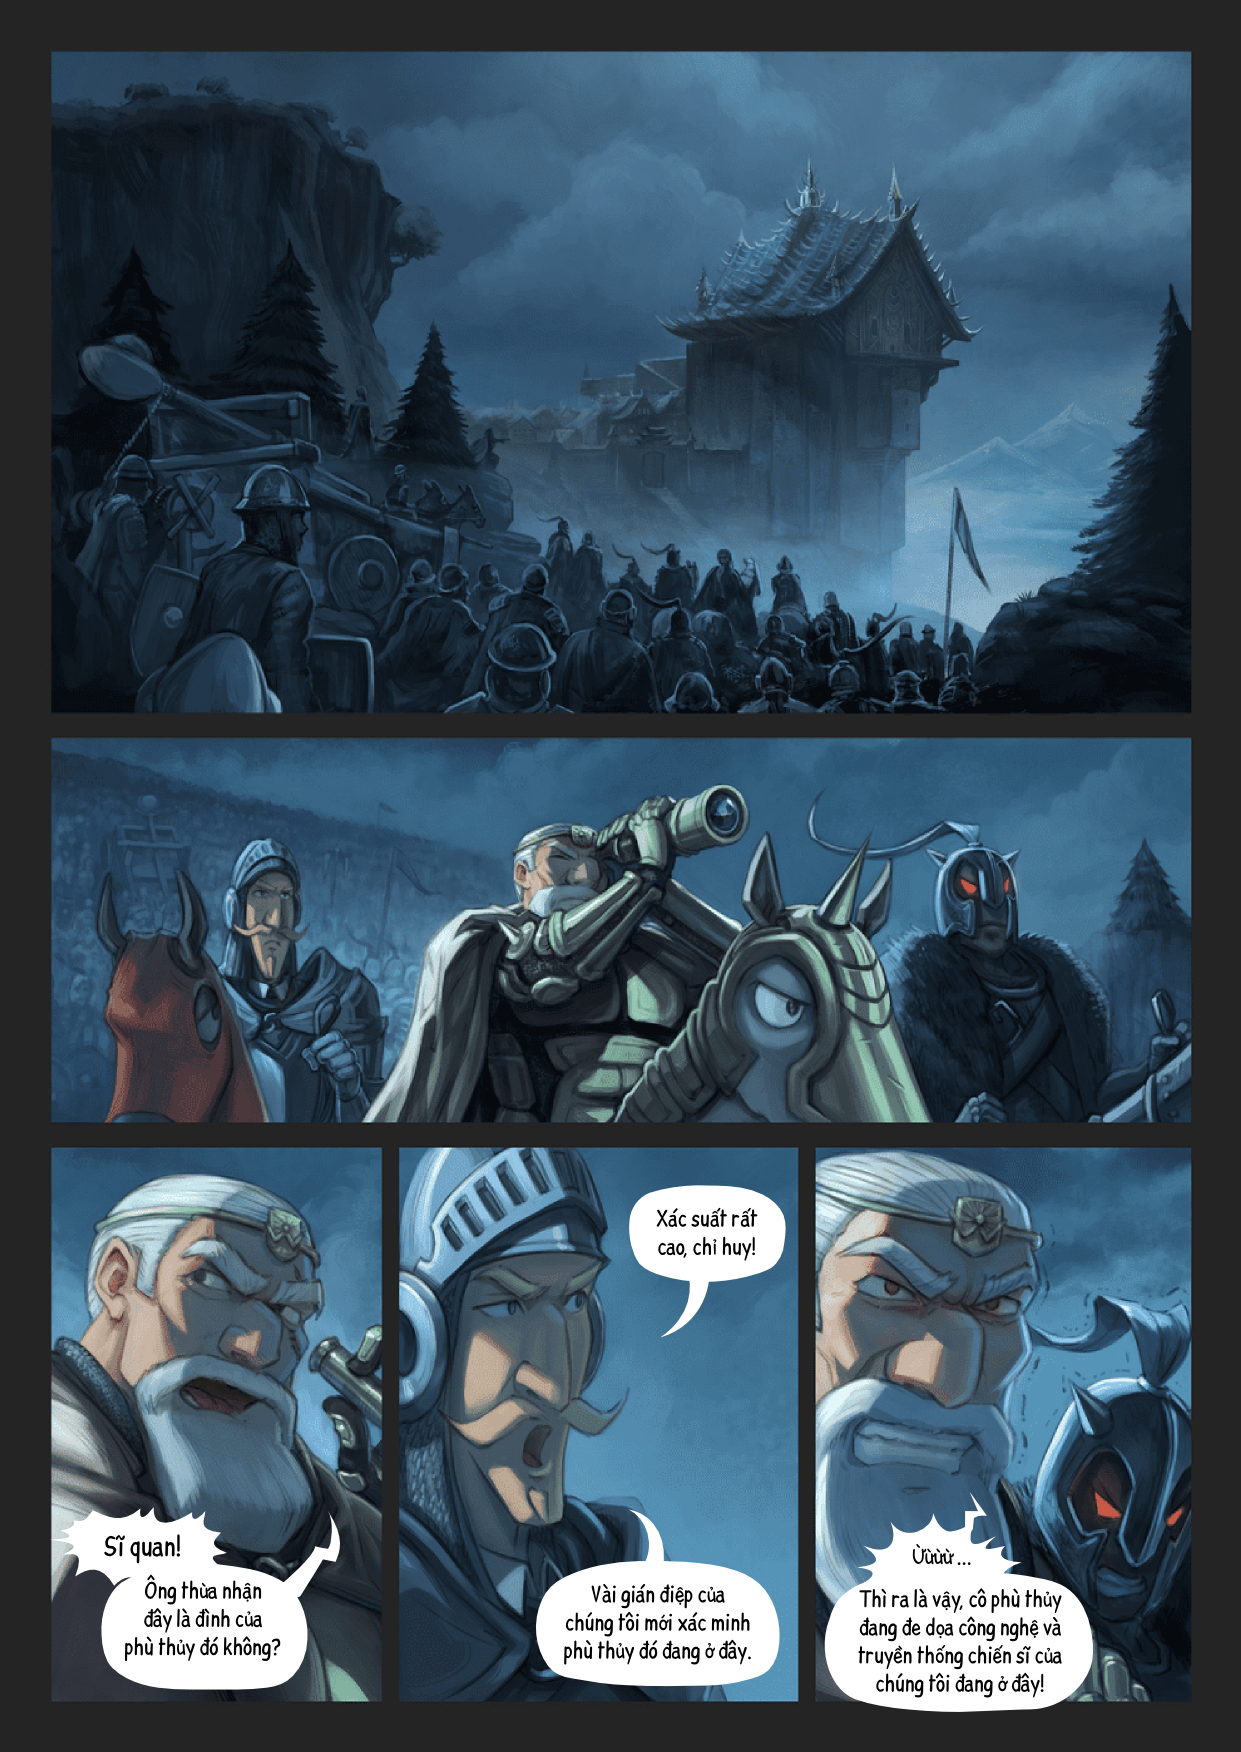 Sĩ quan!
Ông thừa nhận
đây là đình của
phù thủy đó không?
Xác suất rất
cao, chỉ huy!
Vài gián điệp của
chúng tôi mới xác minh
phù thủy đó đang ở đây.
Ừừừừ ...
Thì ra là vậy, cô phù thủy
đang đe dọa công nghệ và
truyền thống chiến sĩ của
chúng tôi đang ở đây!